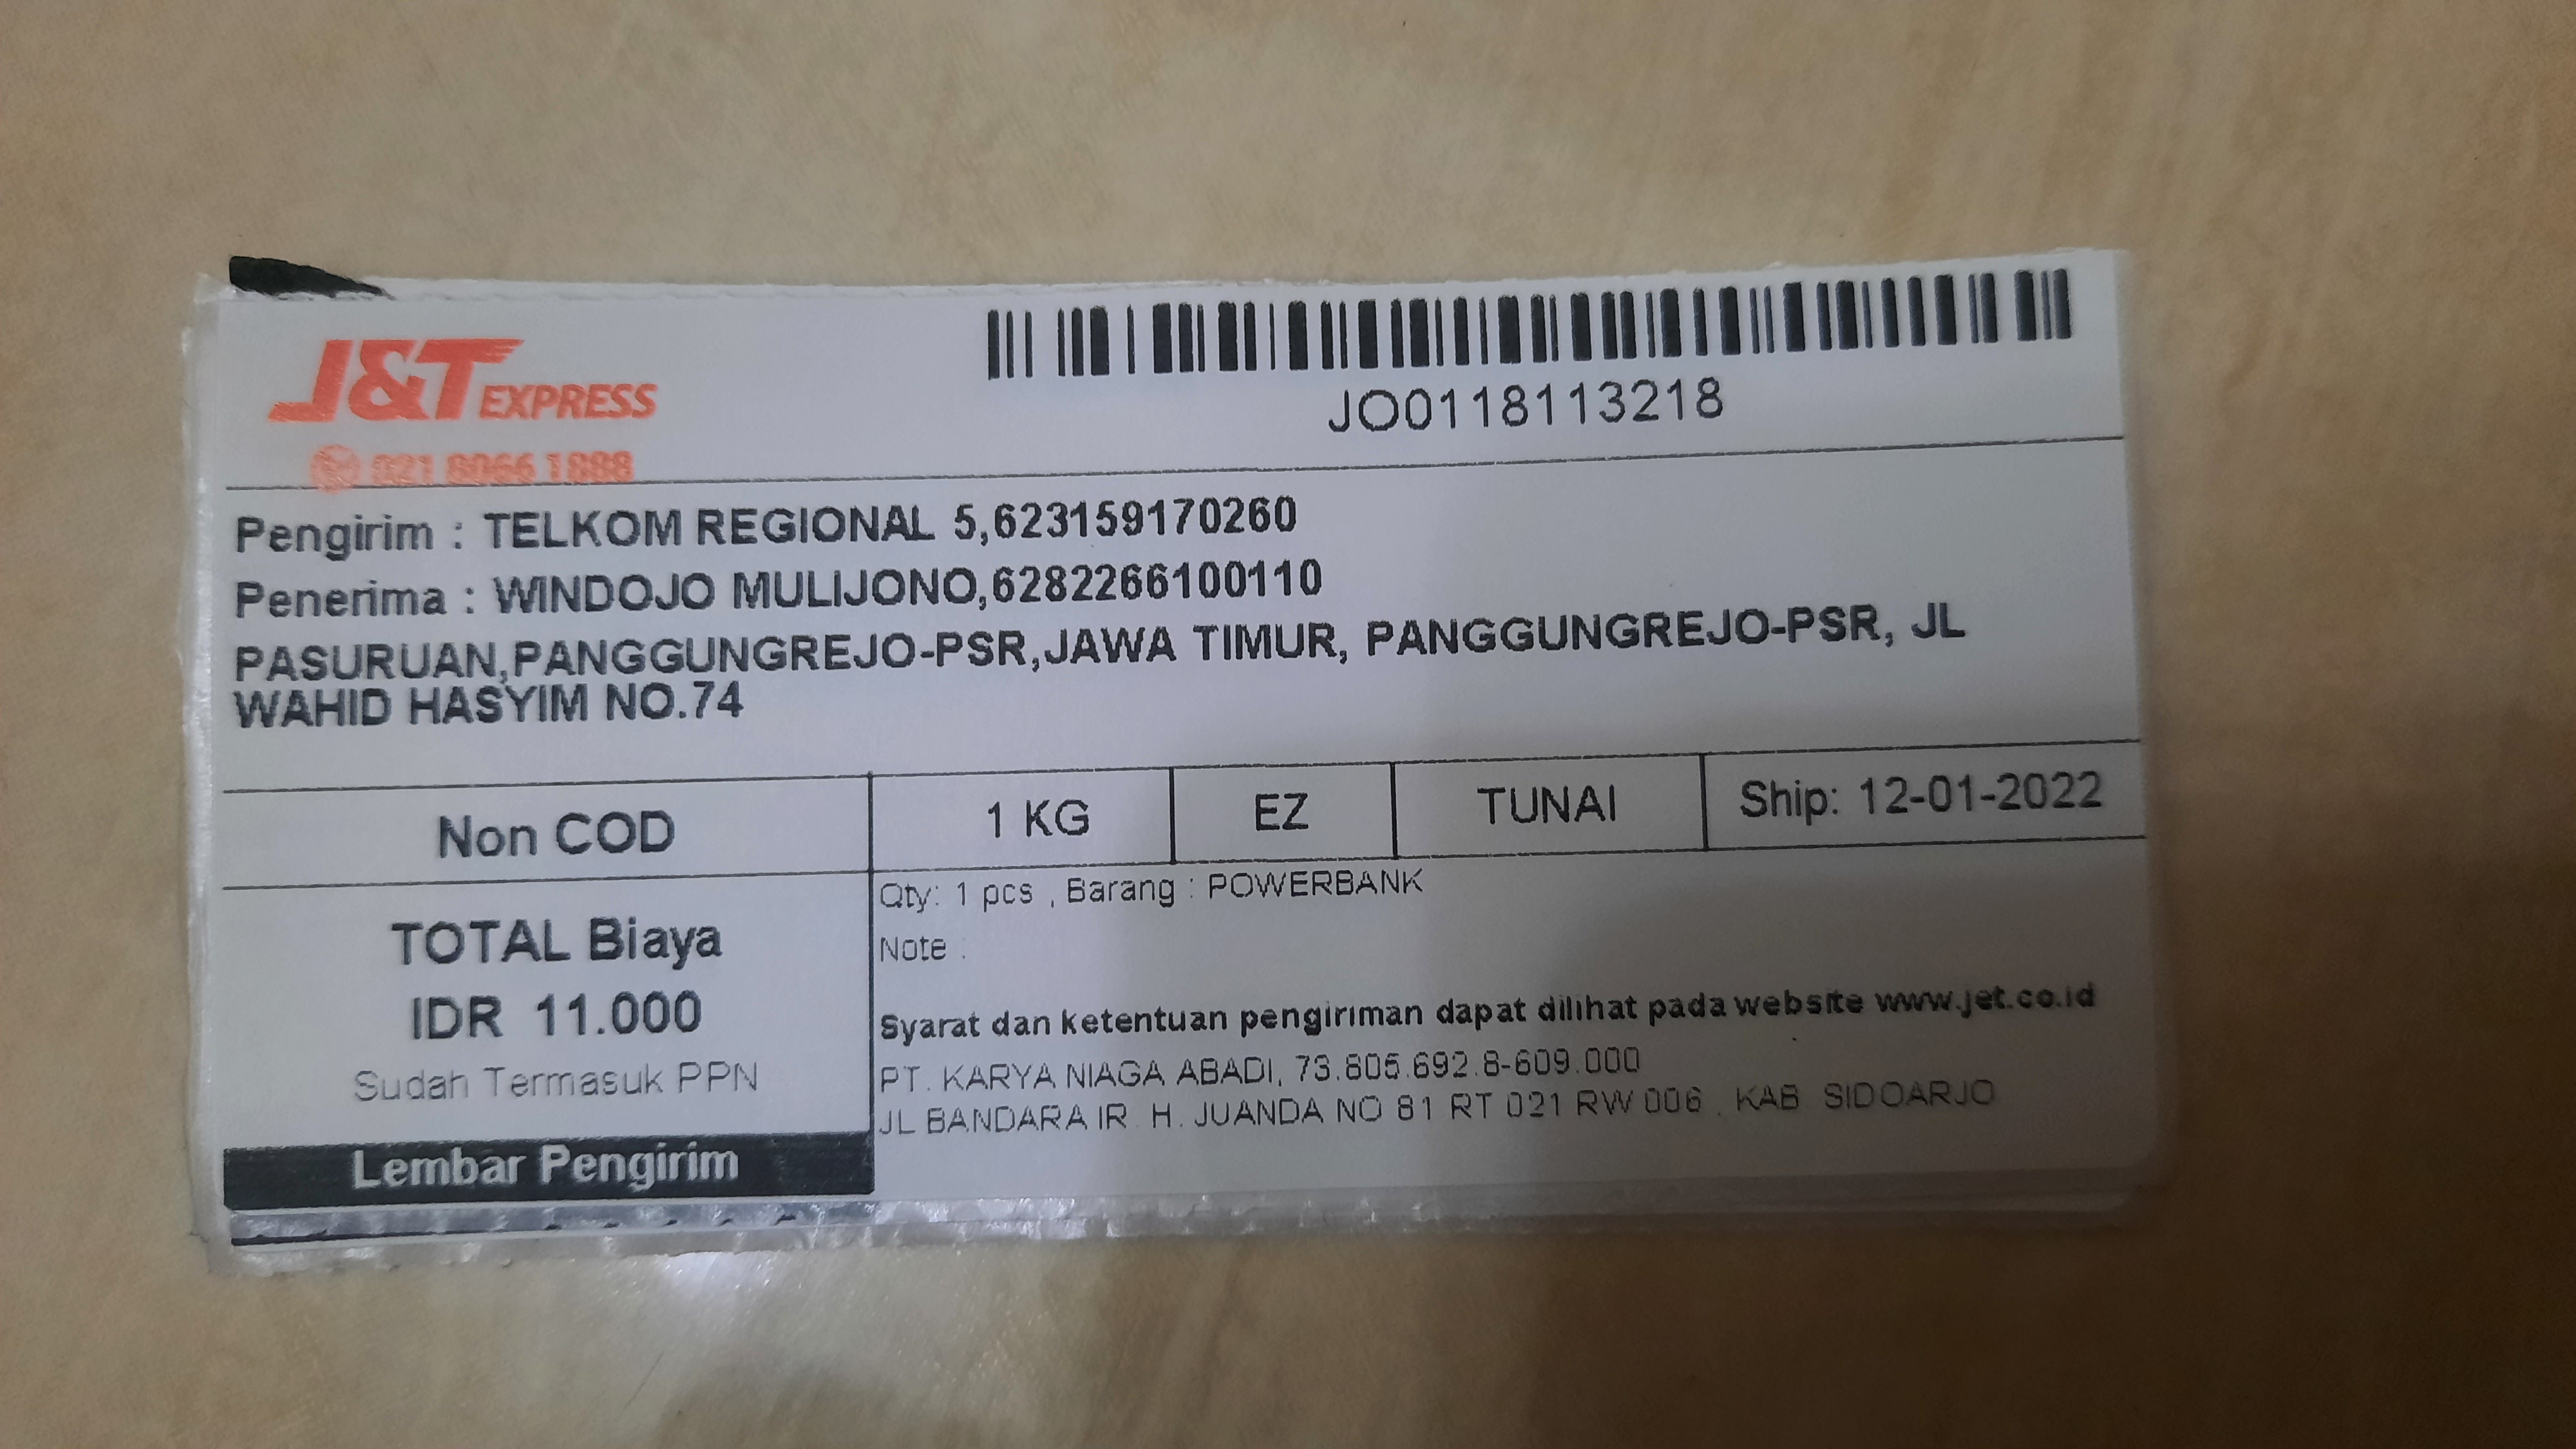 J&T EXPRESS
021 8066 1888
JO0118113218
Pengirim : TELKOM REGIONAL 5,62315917​0260
Penerima : WINDOJO MULIJONO,6282266100110
PASURUAN,PANGGUNGREJO-PSR,JAWA TIMUR, PANGGUNGREJO-PSR, JL
WAHID HASYIM NO.74
Non COD
1 KG
EZ
TUNAI
Ship: 12-01-2022
TOTAL Biaya
IDR 11.000
Sudah Termasuk PPN
Lembar Pengirim
Qty: 1 pcs , Barang : POWERBANK
Note :
Syarat dan ketentuan pengiriman dapat dilihat pada website www.jet.co.id
PT. KARYA NIAGA ABADI, 73.605.692.8-609.000
JL BANDARA IR. H. JUANDA NO 81 RT 021 RW 006 , KAB SIDOARJO